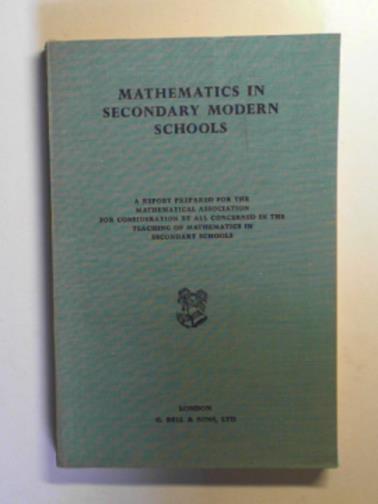 MATHEMATICS IN
SECONDARY MODERN
SCHOOLS
A REPORT PREPARED FOR THE
MATHEMATICAL ASSOCIATION
FOR CONSIDERATION BY ALL CONCERNED IN THE
TEACHING OF MATHEMATICS IN
SECONDARY SCHOOLS
LONDON
G. BELL & SONS, LTD